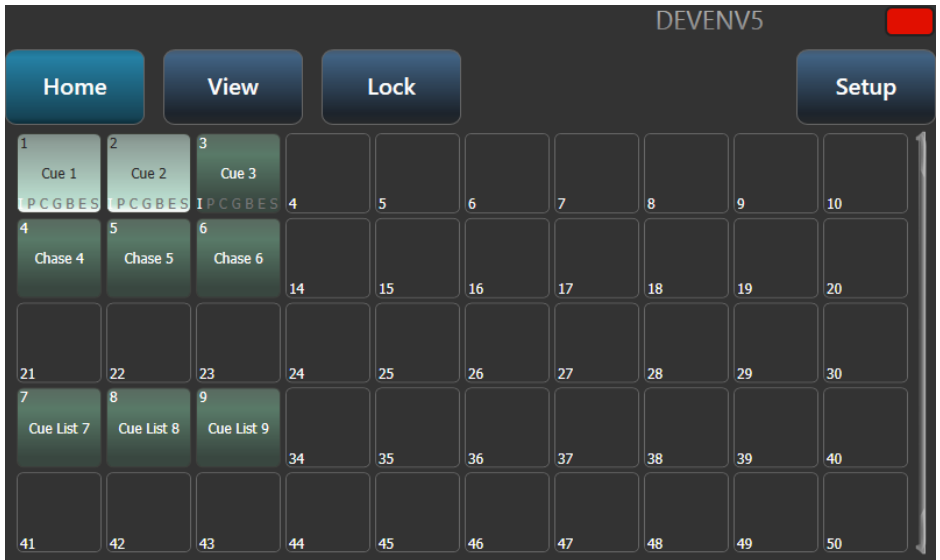 DEVENV5
Home View Lock Setup
1 2 3
Cue 1 Cue 2 Cue 3
IPCGBES IPCGBES IPCGBES 4 5 6 7 8 9 10
4 5 6
Chase 4 Chase 5 Chase 6
14 15 16 17 18 19 20
21 22 23 24 25 26 27 28 29 30
7 8 9
Cue List 7 Cue List 8 Cue List 9
34 35 36 37 38 39 40
41 42 43 44 45 46 47 48 49 50